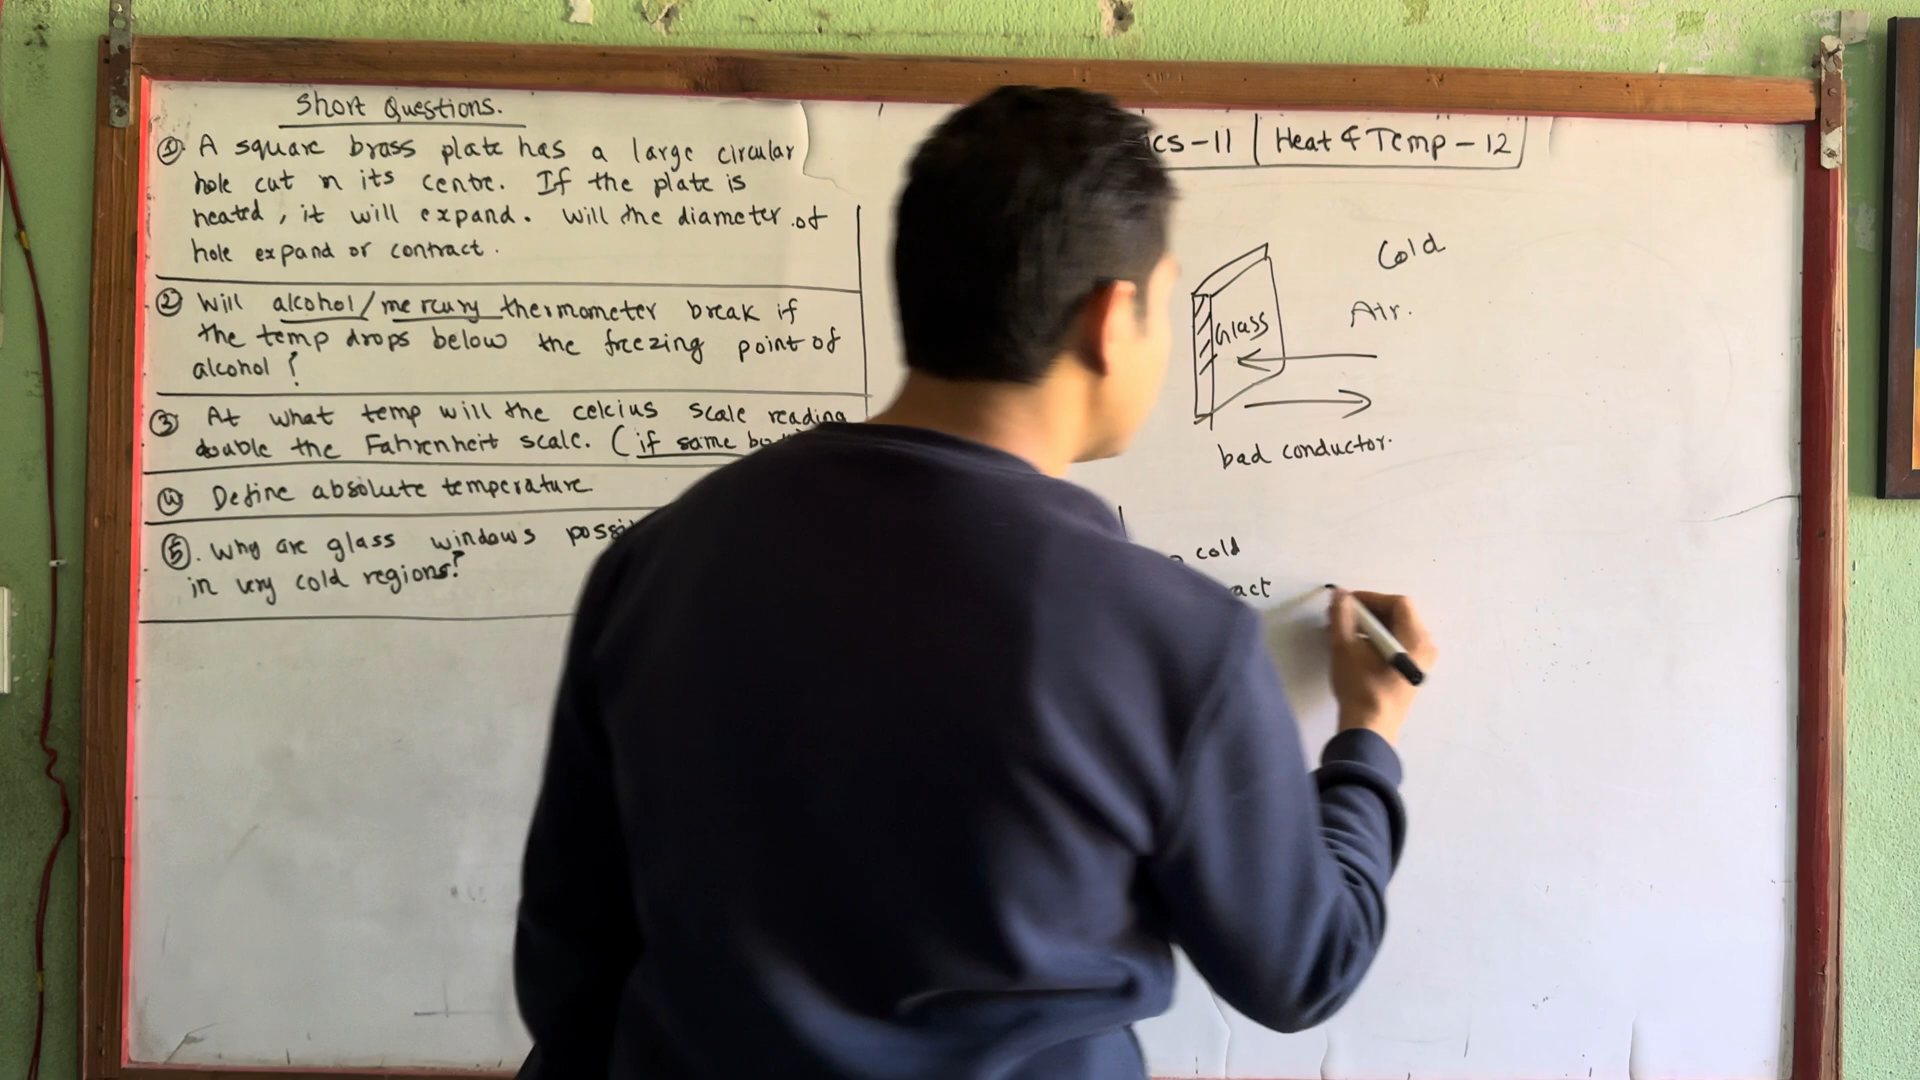 Short Questions.
① A square brass plate has a large circular
hole cut in its centre. If the plate is
heated, it will expand. Will the diameter of
hole expand or contract.
② Will alcohol/mercury thermometer break if
the temp drops below the freezing point of
alcohol?
③ At what temp will the celcius scale reading
double the Fahrenheit scale. (if same
④ Define absolute temperature
⑤. Why are glass windows
in very cold regions?
cs-11 | Heat & Temp - 12
Cold
Air.
Glass
bad conductor.
cold
act